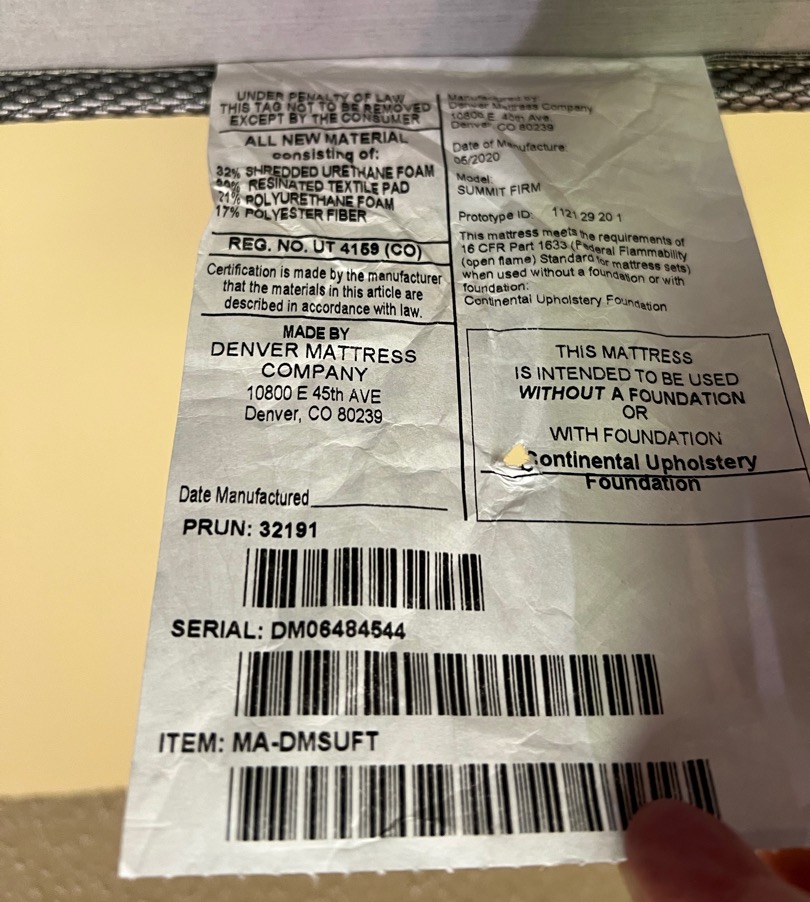 UNDER PENALTY OF LAW
THIS TAG NOT TO BE REMOVED
EXCEPT BY THE CONSUMER
ALL NEW MATERIAL
consisting of:
32% SHREDDED URETHANE FOAM
RESINATED TEXTILE PAD
21% POLYURETHANE FOAM
17% POLYESTER FIBER
REG. NO. UT 4159 (CO)
Certification is made by the manufacturer
that the materials in this article are
described in accordance with law.
MADE BY
DENVER MATTRESS
COMPANY
10800 E 45th AVE
Denver, CO 80239
Date Manufactured
Manufactured by
Denver Mattress Company
10800 E. 45th Ave.
Denver, CO 80239
Date of Manufacture:
05/2020
Model:
SUMMIT FIRM
Prototype ID: 1121 29 20 1
This mattress meets the requirements of
16 CFR Part 1633 (Federal Flammability
(open flame) Standard for mattress sets)
when used without a foundation or with
foundation:
Continental Upholstery Foundation
THIS MATTRESS
IS INTENDED TO BE USED
WITHOUT A FOUNDATION
OR
WITH FOUNDATION
Continental Upholstery
Foundation
PRUN: 32191
SERIAL: DM06484544
ITEM: MA-DMSUFT